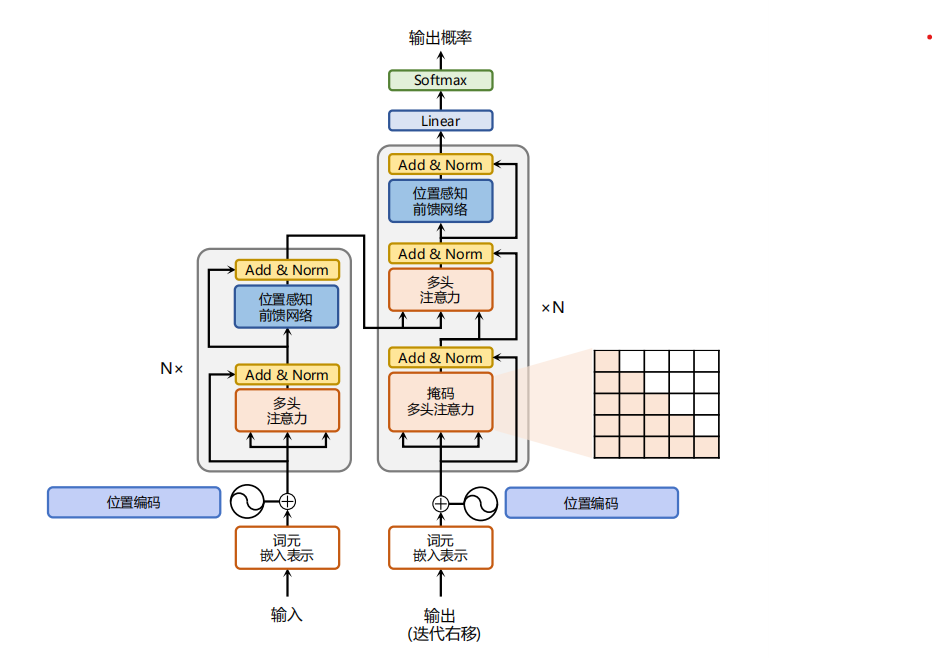 输出概率
Softmax
Linear
Add & Norm
位置感知
前馈网络
Add & Norm
多头
注意力
×N
Add & Norm
掩码
多头注意力
Add & Norm
位置感知
前馈网络
N×
Add & Norm
多头
注意力
位置编码
位置编码
词元
嵌入表示
词元
嵌入表示
输入
输出
(迭代右移)